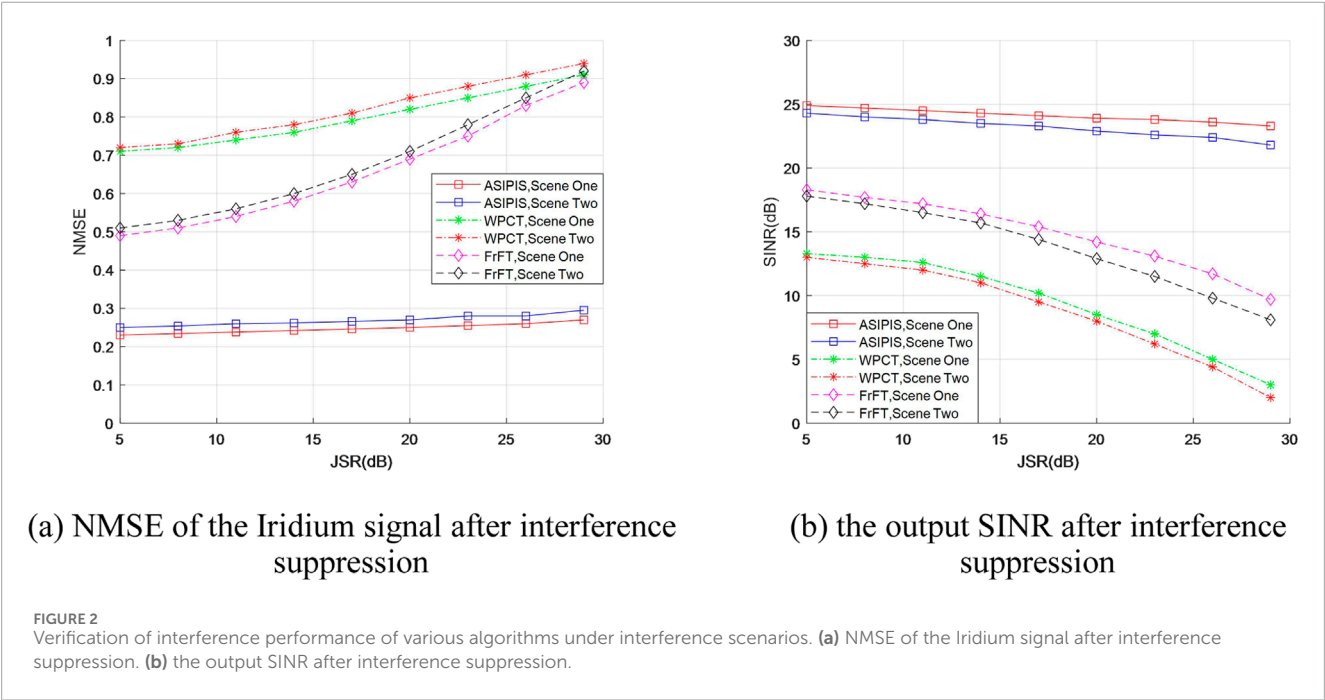 1
0.9
0.8
0.7
0.6
0.5
0.4
0.3
0.2
0.1
0
NMSE
5
10
15
20
25
30
JSR(dB)
ASIPIS,Scene One
ASIPIS,Scene Two
WPCT,Scene One
WPCT,Scene Two
FrFT,Scene One
FrFT,Scene Two
(a) NMSE of the Iridium signal after interference
suppression
30
25
20
15
10
5
0
SINR(dB)
5
10
15
20
25
30
JSR(dB)
ASIPIS,Scene One
ASIPIS,Scene Two
WPCT,Scene One
WPCT,Scene Two
FrFT,Scene One
FrFT,Scene Two
(b) the output SINR after interference
suppression
FIGURE 2
Verification of interference performance of various algorithms under interference scenarios. (a) NMSE of the Iridium signal after interference
suppression. (b) the output SINR after interference suppression.